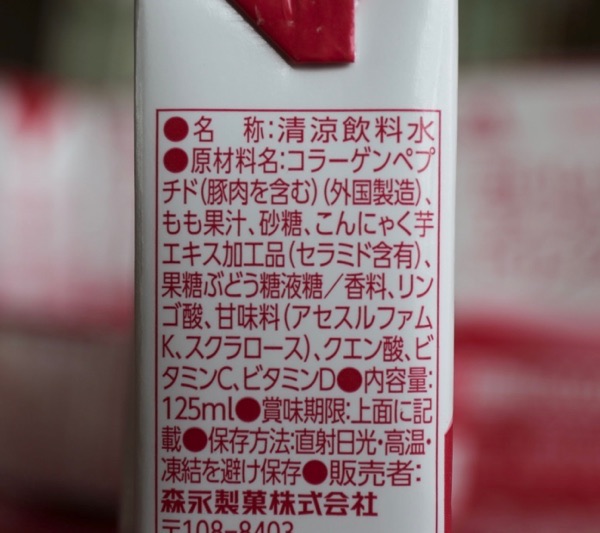 ●名　称:清涼飲料水
●原材料名:コラーゲンペプ
チド(豚肉を含む)(外国製造)、
もも果汁、砂糖、こんにゃく芋
エキス加工品(セラミド含有)、
果糖ぶどう糖液糖／香料、リン
ゴ酸、甘味料(アセスルファム
K、スクラロース)、クエン酸、ビ
タミンC、ビタミンD●内容量:
125ml●賞味期限:上面に記
載●保存方法:直射日光・高温・
凍結を避け保存●販売者:
森永製菓株式会社
〒108-8403